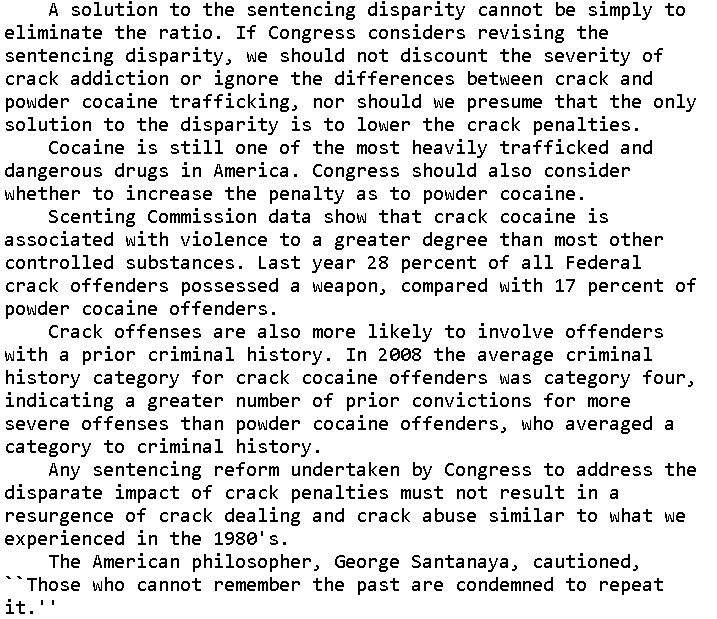 A solution to the sentencing disparity cannot be simply to
eliminate the ratio. If Congress considers revising the
sentencing disparity, we should not discount the severity of
crack addiction or ignore the differences between crack and
powder cocaine trafficking, nor should we presume that the only
solution to the disparity is to lower the crack penalties.
Cocaine is still one of the most heavily trafficked and
dangerous drugs in America. Congress should also consider
whether to increase the penalty as to powder cocaine.
Scenting Commission data show that crack cocaine is
associated with violence to a greater degree than most other
controlled substances. Last year 28 percent of all Federal
crack offenders possessed a weapon, compared with 17 percent of
powder cocaine offenders.
Crack offenses are also more likely to involve offenders
with a prior criminal history. In 2008 the average criminal
history category for crack cocaine offenders was category four,
indicating a greater number of prior convictions for more
severe offenses than powder cocaine offenders, who averaged a
category to criminal history.
Any sentencing reform undertaken by Congress to address the
disparate impact of crack penalties must not result in a
resurgence of crack dealing and crack abuse similar to what we
experienced in the 1980's.
The American philosopher, George Santanaya, cautioned,
``Those who cannot remember the past are condemned to repeat
it.''